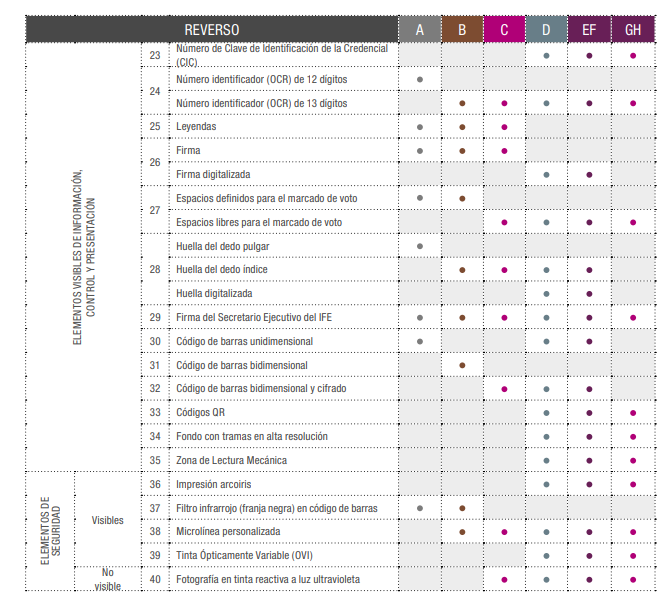 REVERSO A B C D EF GH
23 Número de Clave de Identificación de la Credencial
(CIC)
24
Número identificador (OCR) de 12 dígitos
Número identificador (OCR) de 13 dígitos
25 Leyendas
26
Firma
Firma digitalizada
27
Espacios definidos para el marcado de voto
Espacios libres para el marcado de voto
28
Huella del dedo pulgar
Huella del dedo índice
Huella digitalizada
29 Firma del Secretario Ejecutivo del IFE
30 Código de barras unidimensional
31 Código de barras bidimensional
32 Código de barras bidimensional y cifrado
33 Códigos QR
34 Fondo con tramas en alta resolución
35 Zona de Lectura Mecánica
ELEMENTOS VISIBLES DE INFORMACIÓN,
CONTROL Y PRESENTACIÓN
36 Impresión arcoiris
37 Filtro infrarrojo (franja negra) en código de barras
38 Microlínea personalizada
39 Tinta Ópticamente Variable (OVI)
Visibles
40 Fotografía en tinta reactiva a luz ultravioleta
No
visible
ELEMENTOS DE
SEGURIDAD